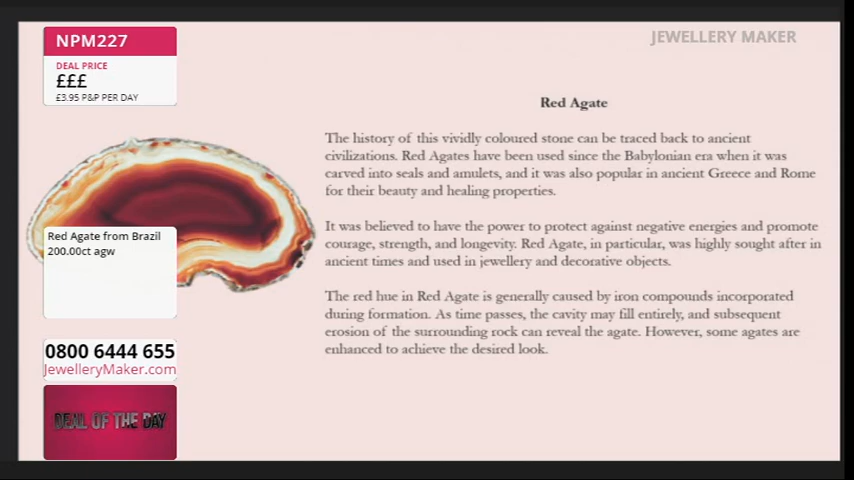 NPM227
DEAL PRICE
£££
£3.95 P&P PER DAY
JEWELLERY MAKER
Red Agate
The history of this vividly coloured stone can be traced back to ancient
civilizations. Red Agates have been used since the Babylonian era when it was
carved into seals and amulets, and it was also popular in ancient Greece and Rome
for their beauty and healing properties.
It was believed to have the power to protect against negative energies and promote
courage, strength, and longevity. Red Agate, in particular, was highly sought after in
ancient times and used in jewellery and decorative objects.
The red hue in Red Agate is generally caused by iron compounds incorporated
during formation. As time passes, the cavity may fill entirely, and subsequent
erosion of the surrounding rock can reveal the agate. However, some agates are
enhanced to achieve the desired look.
Red Agate from Brazil
200.00ct agw
0800 6444 655
JewelleryMaker.com
DEAL OF THE DAY